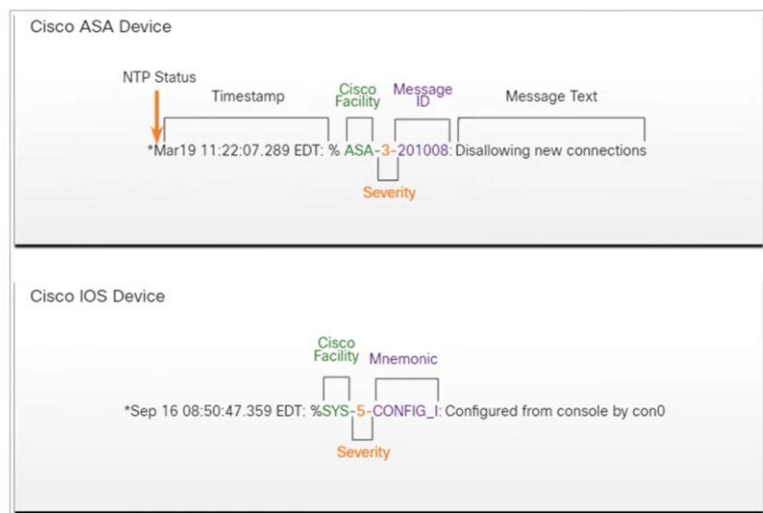 Cisco ASA Device
NTP Status
Timestamp
Cisco Facility
Message ID
Message Text
*Mar19 11:22:07.289 EDT: % ASA-3-201008: Disallowing new connections
Severity
Cisco IOS Device
Cisco Facility
Mnemonic
*Sep 16 08:50:47.359 EDT: %SYS-5-CONFIG_I: Configured from console by con0
Severity